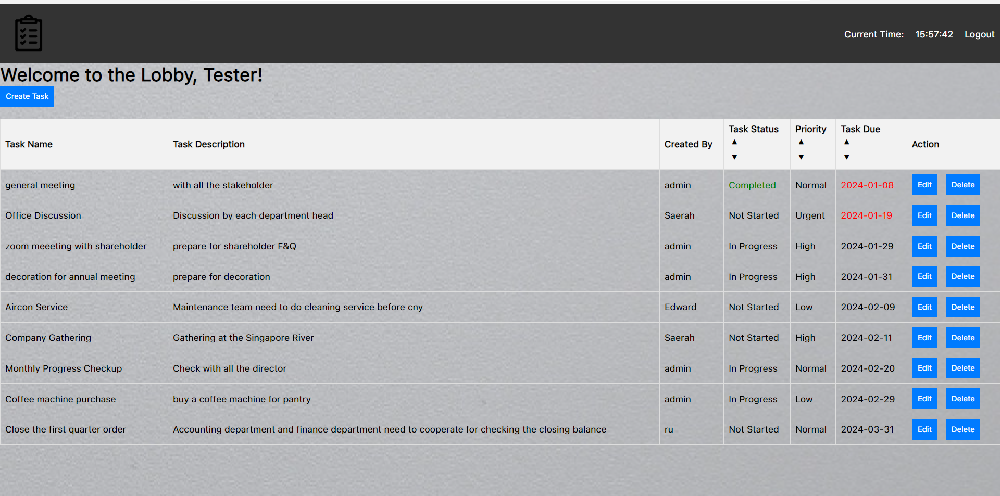 Current Time: 15:57:42 Logout
Welcome to the Lobby, Tester!
Create Task
Task Name Task Description Created By Task Status ▲ ▼ Priority ▲ ▼ Task Due ▲ ▼ Action
general meeting with all the stakeholder admin Completed Normal 2024-01-08 Edit Delete
Office Discussion Discussion by each department head Saerah Not Started Urgent 2024-01-19 Edit Delete
zoom meeeting with shareholder prepare for shareholder F&Q admin In Progress High 2024-01-29 Edit Delete
decoration for annual meeting prepare for decoration admin In Progress High 2024-01-31 Edit Delete
Aircon Service Maintenance team need to do cleaning service before cny Edward Not Started Low 2024-02-09 Edit Delete
Company Gathering Gathering at the Singapore River Saerah Not Started High 2024-02-11 Edit Delete
Monthly Progress Checkup Check with all the director admin In Progress Normal 2024-02-20 Edit Delete
Coffee machine purchase buy a coffee machine for pantry admin In Progress Low 2024-02-29 Edit Delete
Close the first quarter order Accounting department and finance department need to cooperate for checking the closing balance ru Not Started Normal 2024-03-31 Edit Delete